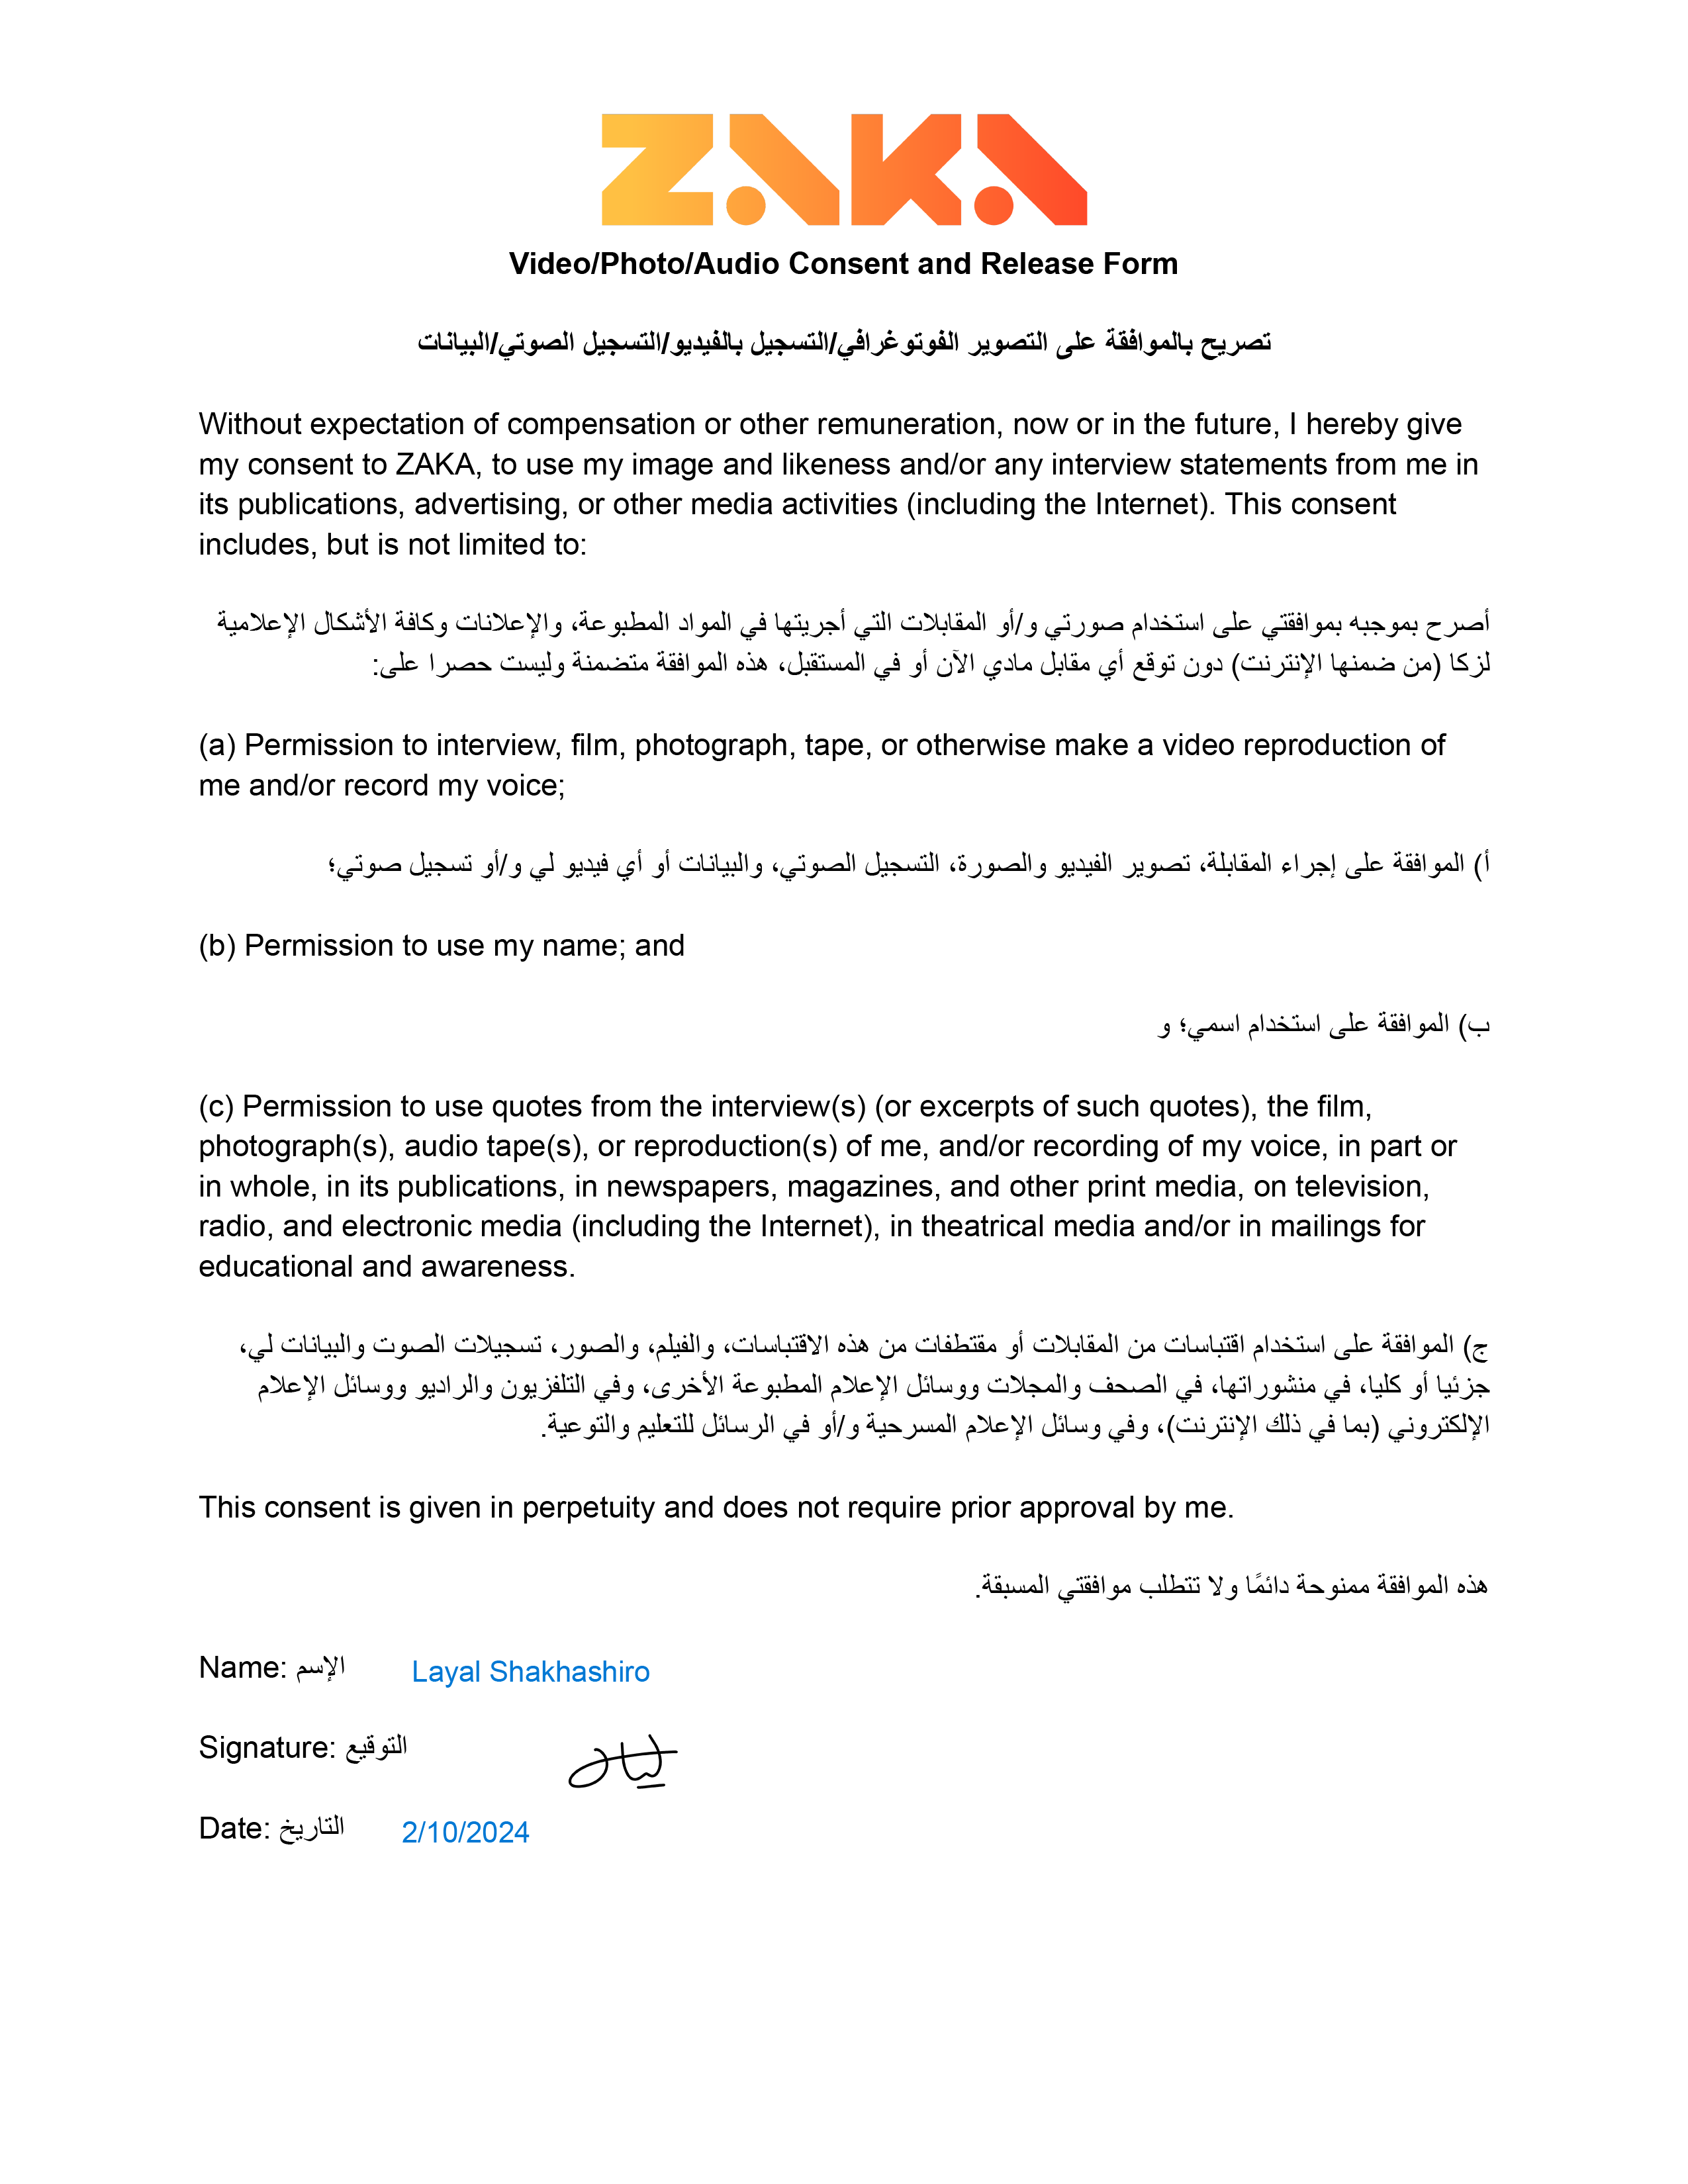 ZAKA
Video/Photo/Audio Consent and Release Form
تصريح بالموافقة على التصوير الفوتوغرافي/التسجيل بالفيديو/التسجيل الصوتي/البيانات
Without expectation of compensation or other remuneration, now or in the future, I hereby give
my consent to ZAKA, to use my image and likeness and/or any interview statements from me in
its publications, advertising, or other media activities (including the Internet). This consent
includes, but is not limited to:
أصرح بموجبه بموافقتي على استخدام صورتي و/أو المقابلات التي أجريتها في المواد المطبوعة، والإعلانات وكافة الأشكال الإعلامية
لزكا (من ضمنها الإنترنت) دون توقع أي مقابل مادي الآن أو في المستقبل، هذه الموافقة متضمنة وليست حصرا على:
(a) Permission to interview, film, photograph, tape, or otherwise make a video reproduction of
me and/or record my voice;
أ) الموافقة على إجراء المقابلة، تصوير الفيديو والصورة، التسجيل الصوتي، والبيانات أو أي فيديو لي و/أو تسجيل صوتي؛
(b) Permission to use my name; and
ب) الموافقة على استخدام اسمي؛ و
(c) Permission to use quotes from the interview(s) (or excerpts of such quotes), the film,
photograph(s), audio tape(s), or reproduction(s) of me, and/or recording of my voice, in part or
in whole, in its publications, in newspapers, magazines, and other print media, on television,
radio, and electronic media (including the Internet), in theatrical media and/or in mailings for
educational and awareness.
ج) الموافقة على استخدام اقتباسات من المقابلات أو مقتطفات من هذه الاقتباسات، والفيلم، والصور، تسجيلات الصوت والبيانات لي،
جزئيا أو كليا، في منشوراتها، في الصحف والمجلات ووسائل الإعلام المطبوعة الأخرى، وفي التلفزيون والراديو ووسائل الإعلام
الإلكتروني (بما في ذلك الإنترنت)، وفي وسائل الإعلام المسرحية و/أو في الرسائل للتعليم والتوعية.
This consent is given in perpetuity and does not require prior approval by me.
هذه الموافقة ممنوحة دائمًا ولا تتطلب موافقتي المسبقة.
Name: الإسم Layal Shakhashiro
Signature: التوقيع
Date: التاريخ 2/10/2024